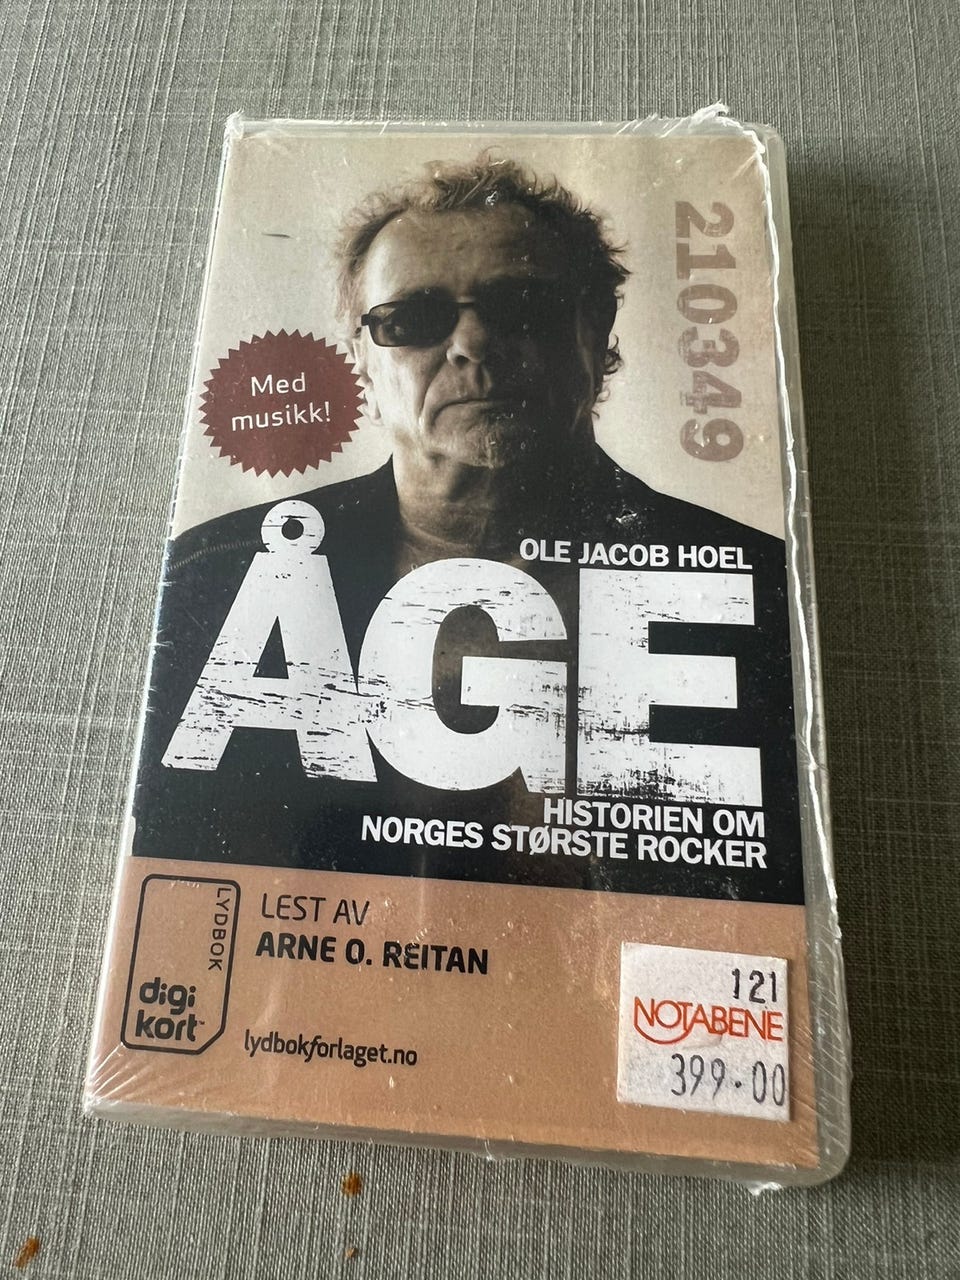 210349
Med
musikk!
OLE JACOB HOEL
ÅGE
HISTORIEN OM
NORGES STØRSTE ROCKER
LYDBOK
digi
kort™
LEST AV
ARNE O. REITAN
lydbokforlaget.no
121
NOTABENE
399.00